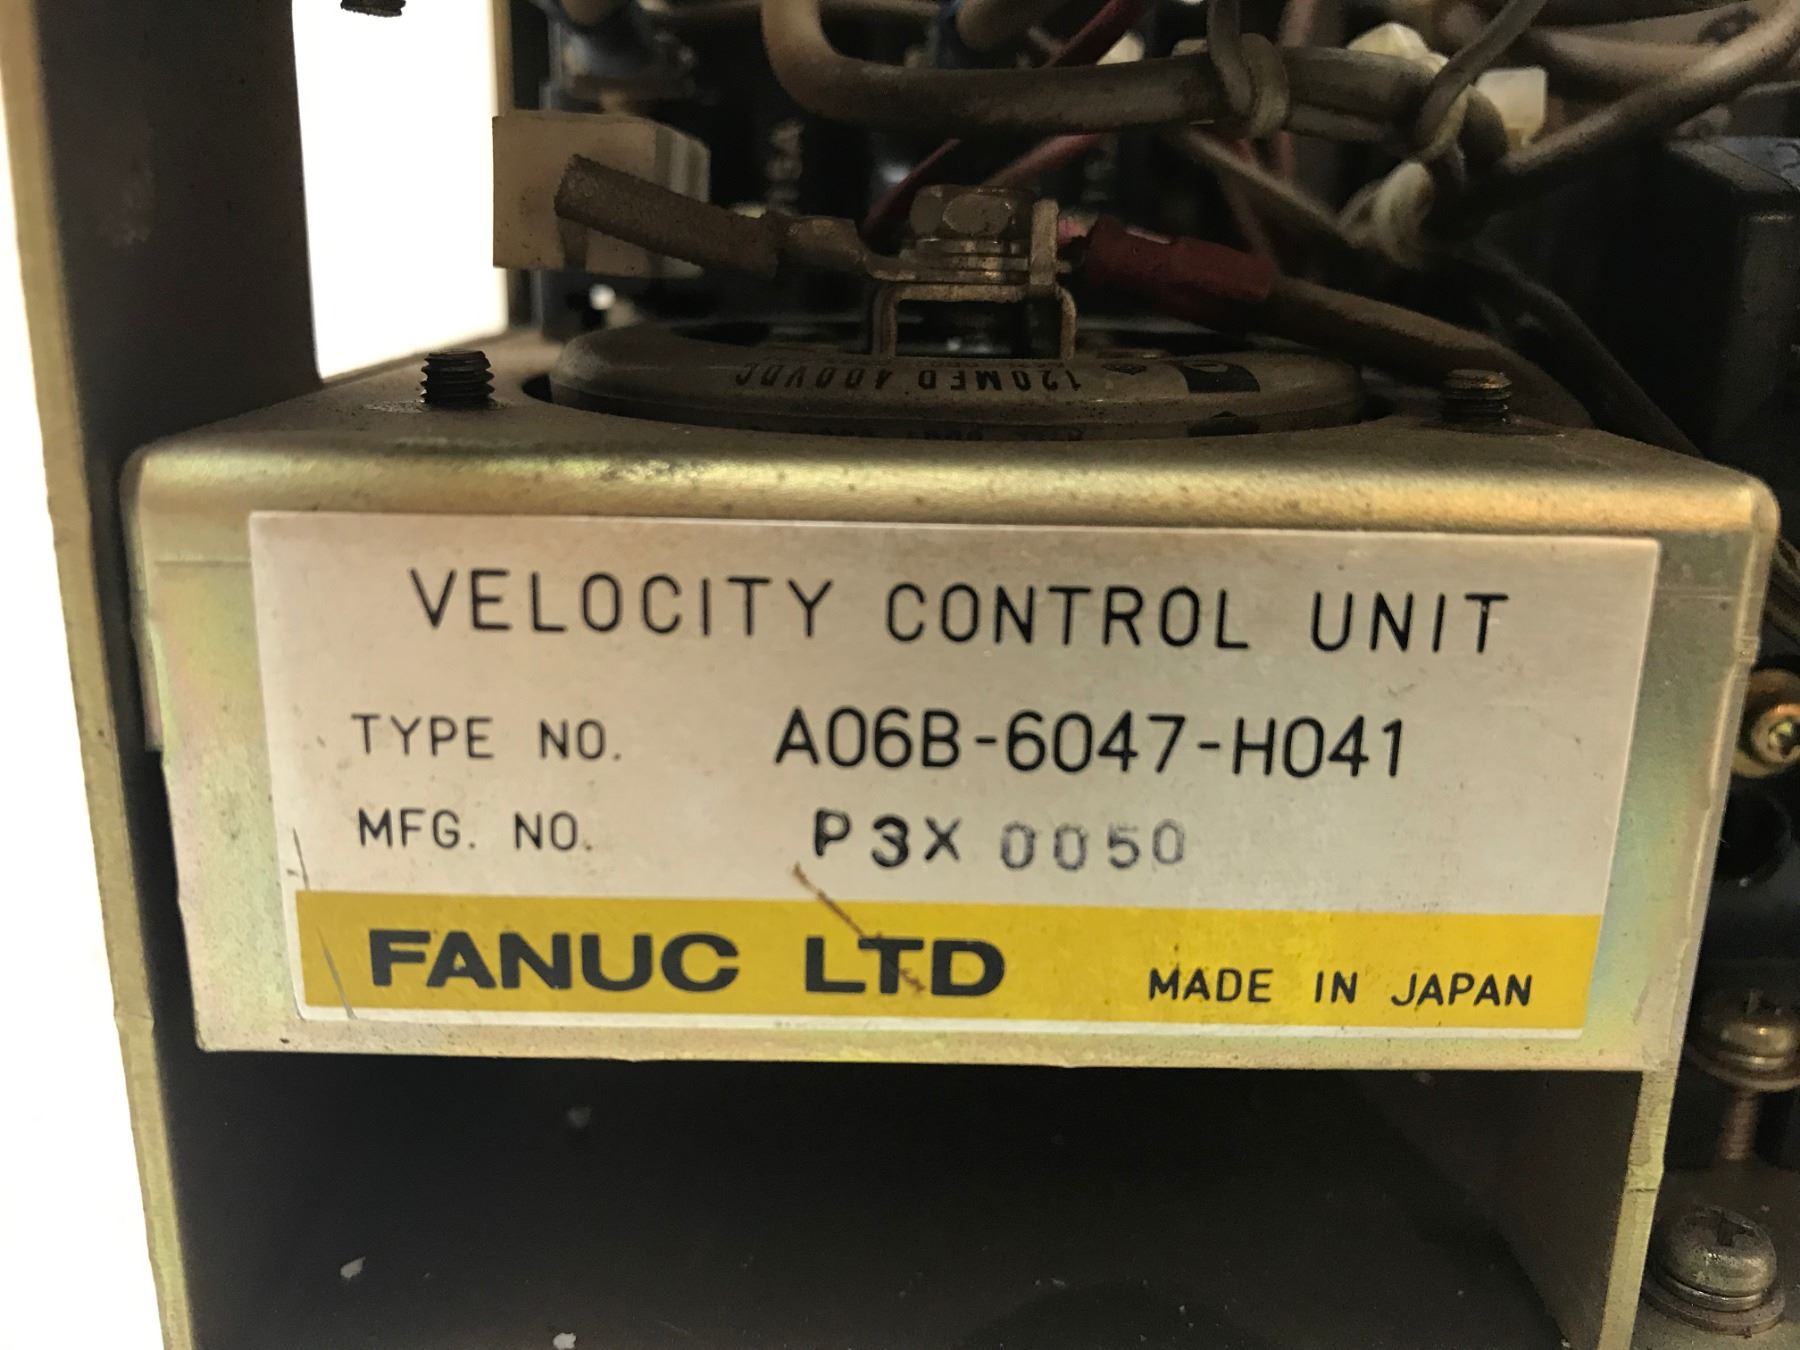 120MFD 400VDC
VELOCITY CONTROL UNIT
TYPE NO. A06B-6047-H041
MFG. NO. P3X 0050
FANUC LTD MADE IN JAPAN